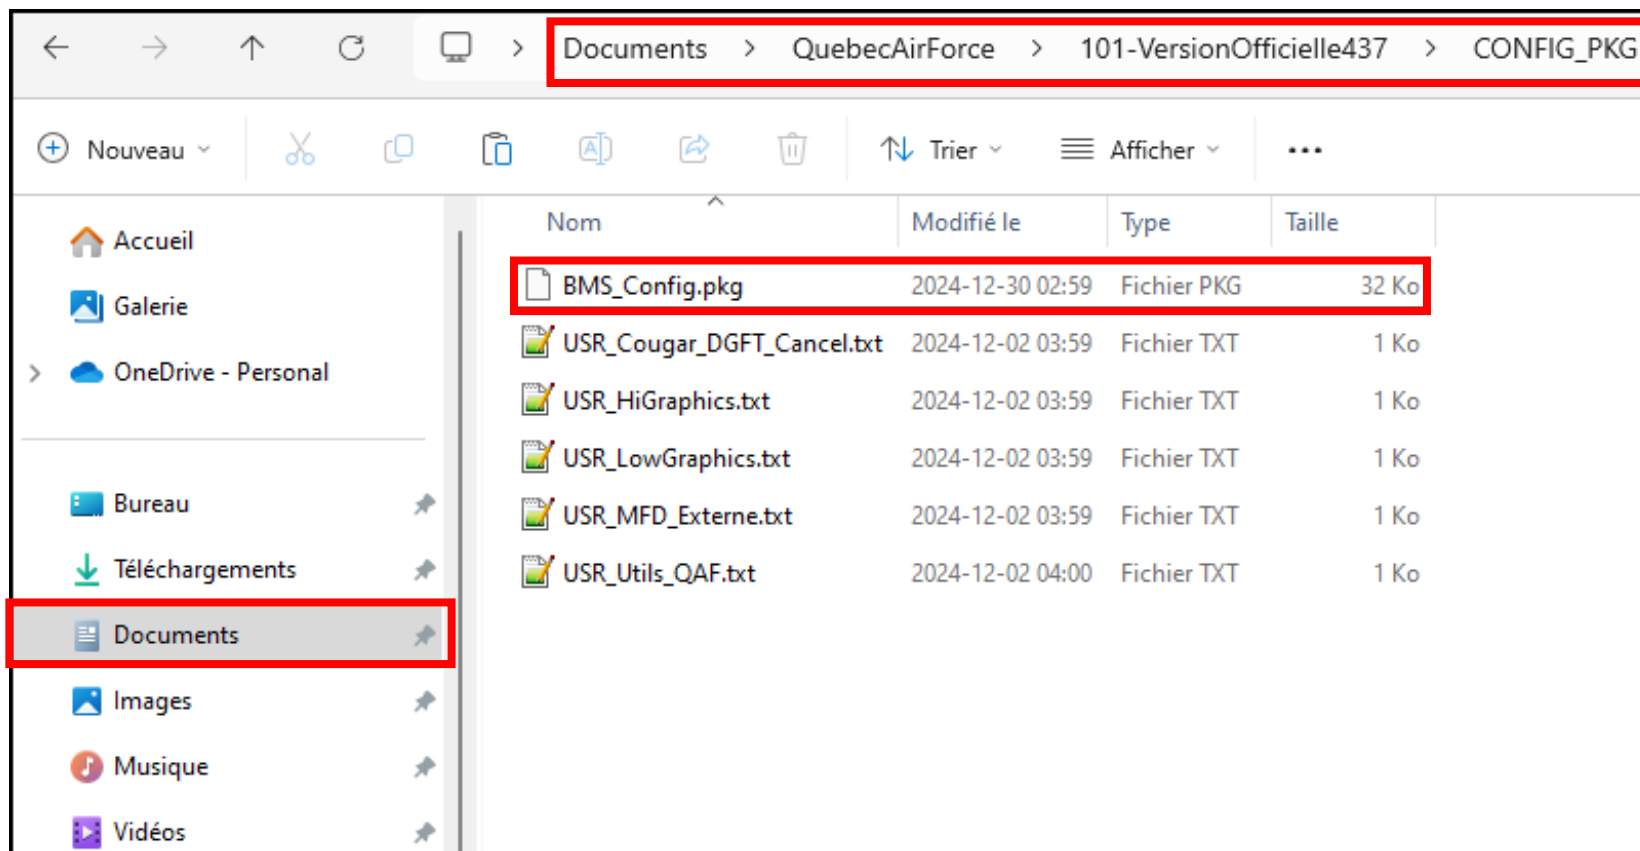 Documents > QuebecAirForce > 101-VersionOfficielle437 > CONFIG_PKG
Nouveau Trier Afficher ...
Nom Modifié le Type Taille
Accueil
Galerie
OneDrive - Personal
Bureau
Téléchargements
Documents
Images
Musique
Vidéos
BMS_Config.pkg 2024-12-30 02:59 Fichier PKG 32 Ko
USR_Cougar_DGFT_Cancel.txt 2024-12-02 03:59 Fichier TXT 1 Ko
USR_HiGraphics.txt 2024-12-02 03:59 Fichier TXT 1 Ko
USR_LowGraphics.txt 2024-12-02 03:59 Fichier TXT 1 Ko
USR_MFD_Externe.txt 2024-12-02 03:59 Fichier TXT 1 Ko
USR_Utils_QAF.txt 2024-12-02 04:00 Fichier TXT 1 Ko